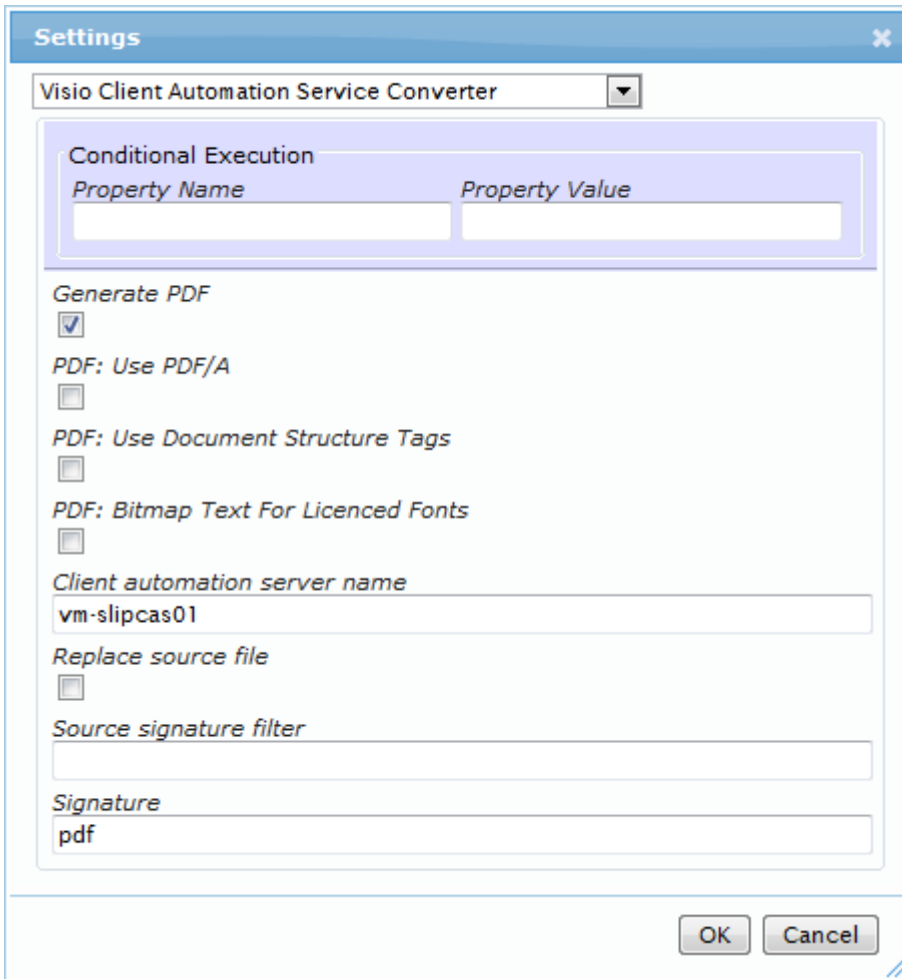 Settings
Visio Client Automation Service Converter
Conditional Execution
Property Name Property Value
Generate PDF
PDF: Use PDF/A
PDF: Use Document Structure Tags
PDF: Bitmap Text For Licenced Fonts
Client automation server name
vm-slipcas01
Replace source file
Source signature filter
Signature
pdf
OK Cancel